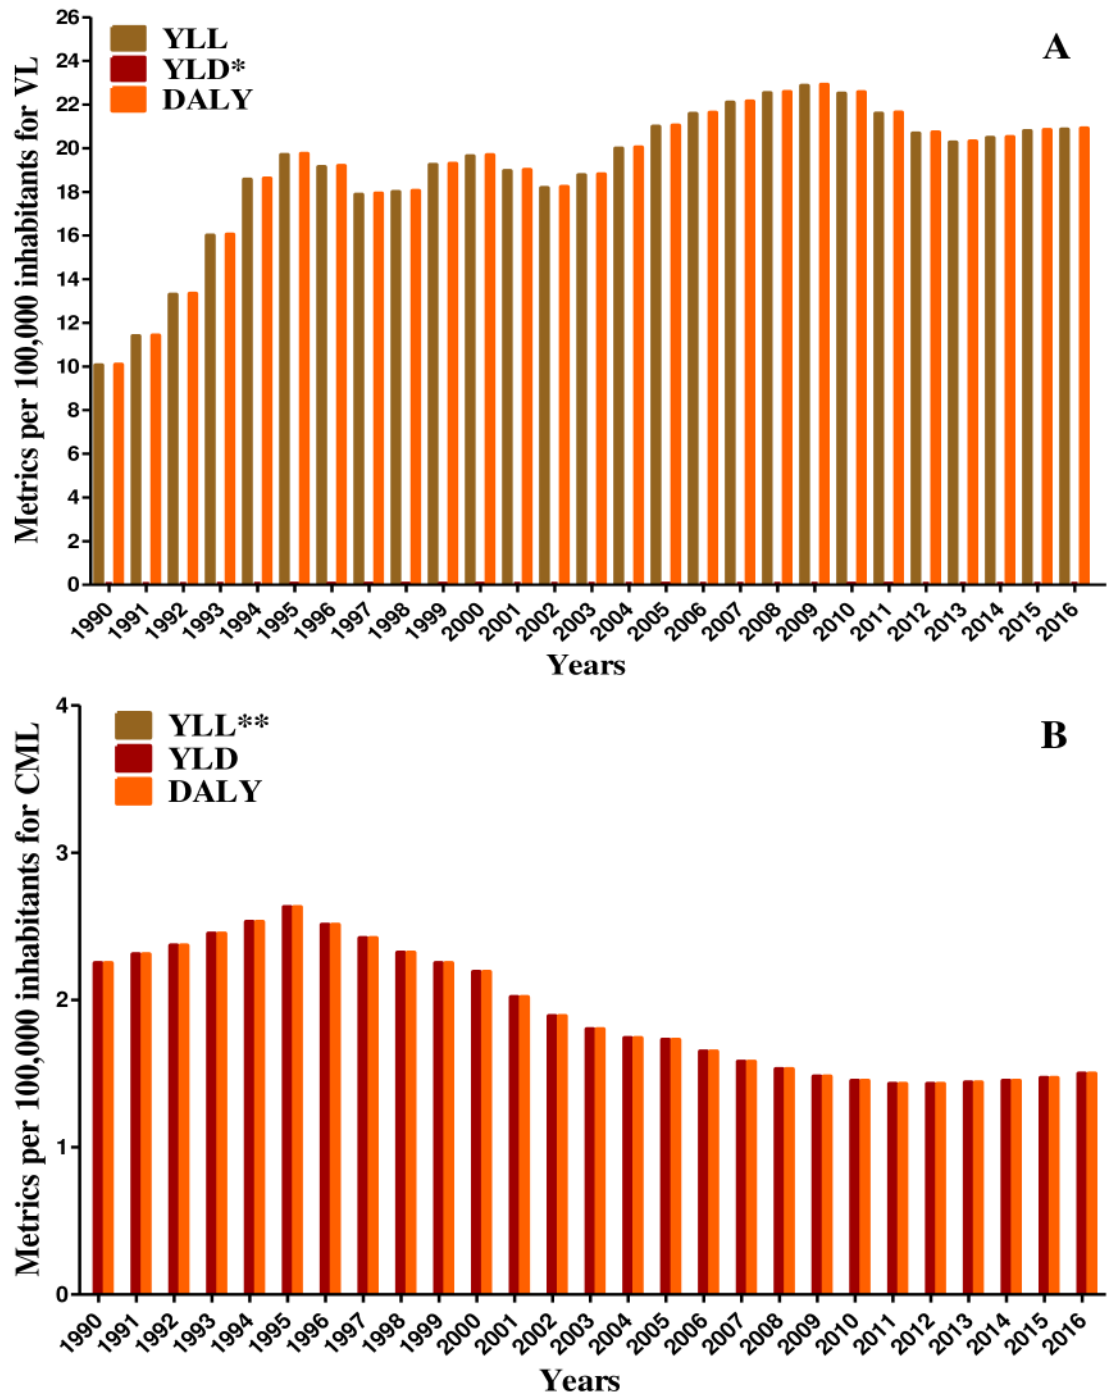 A
YLL
YLD*
DALY
Metrics per 100,000 inhabitants for VL
26
24
22
20
18
16
14
12
10
8
6
4
2
0
1990 1991 1992 1993 1994 1995 1996 1997 1998 1999 2000 2001 2002 2003 2004 2005 2006 2007 2008 2009 2010 2011 2012 2013 2014 2015 2016
Years
B
YLL**
YLD
DALY
Metrics per 100,000 inhabitants for CML
4
3
2
1
0
1990 1991 1992 1993 1994 1995 1996 1997 1998 1999 2000 2001 2002 2003 2004 2005 2006 2007 2008 2009 2010 2011 2012 2013 2014 2015 2016
Years